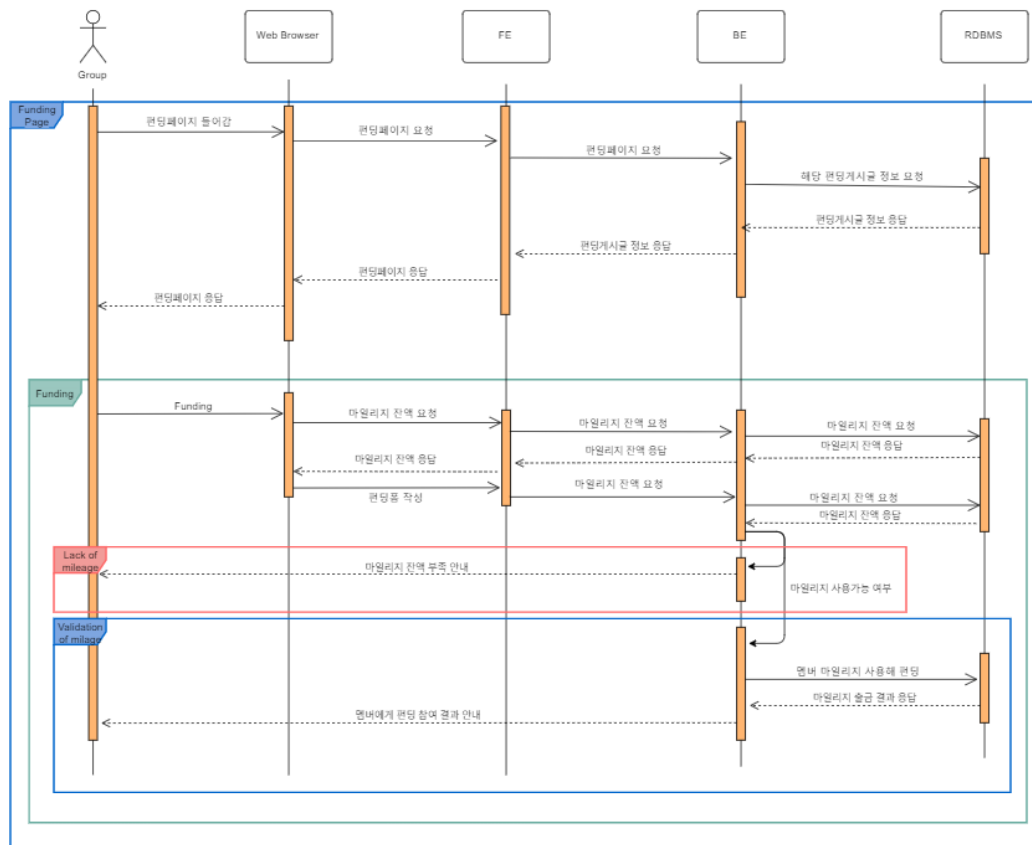 Group
Web Browser
FE
BE
RDBMS
Funding
Page
펀딩페이지 들어감
펀딩페이지 요청
펀딩페이지 요청
해당 펀딩게시글 정보 요청
펀딩게시글 정보 응답
펀딩게시글 정보 응답
펀딩페이지 응답
펀딩페이지 응답
Funding
Funding
마일리지 잔액 요청
마일리지 잔액 요청
마일리지 잔액 요청
마일리지 잔액 응답
마일리지 잔액 응답
마일리지 잔액 응답
펀딩폼 작성
마일리지 잔액 요청
마일리지 잔액 요청
마일리지 잔액 응답
Lack of
mileage
마일리지 잔액 부족 안내
마일리지 사용가능 여부
Validation
of milage
멤버 마일리지 사용해 펀딩
마일리지 출금 결과 응답
멤버에게 펀딩 참여 결과 안내